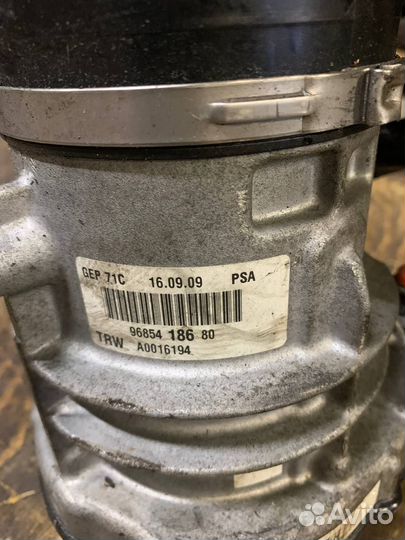 GEP 71C 16.09.09 PSA
96854 186 80
TRW A0016194
Avito